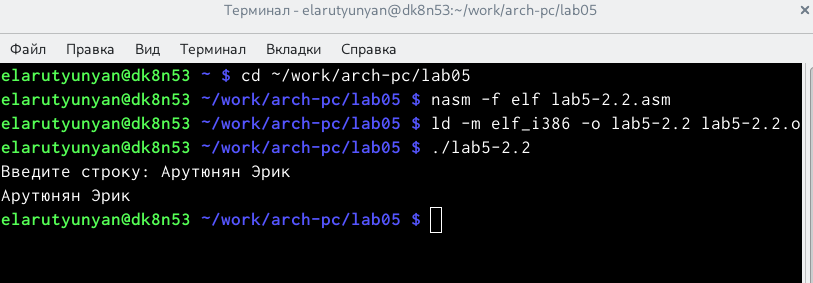 Терминал - elarutyunyan@dk8n53:~/work/arch-pc/lab05
Файл Правка Вид Терминал Вкладки Справка
elarutyunyan@dk8n53 ~ $ cd ~/work/arch-pc/lab05
elarutyunyan@dk8n53 ~/work/arch-pc/lab05 $ nasm -f elf lab5-2.2.asm
elarutyunyan@dk8n53 ~/work/arch-pc/lab05 $ ld -m elf_i386 -o lab5-2.2 lab5-2.2.o
elarutyunyan@dk8n53 ~/work/arch-pc/lab05 $ ./lab5-2.2
Введите строку: Арутюнян Эрик
Арутюнян Эрик
elarutyunyan@dk8n53 ~/work/arch-pc/lab05 $